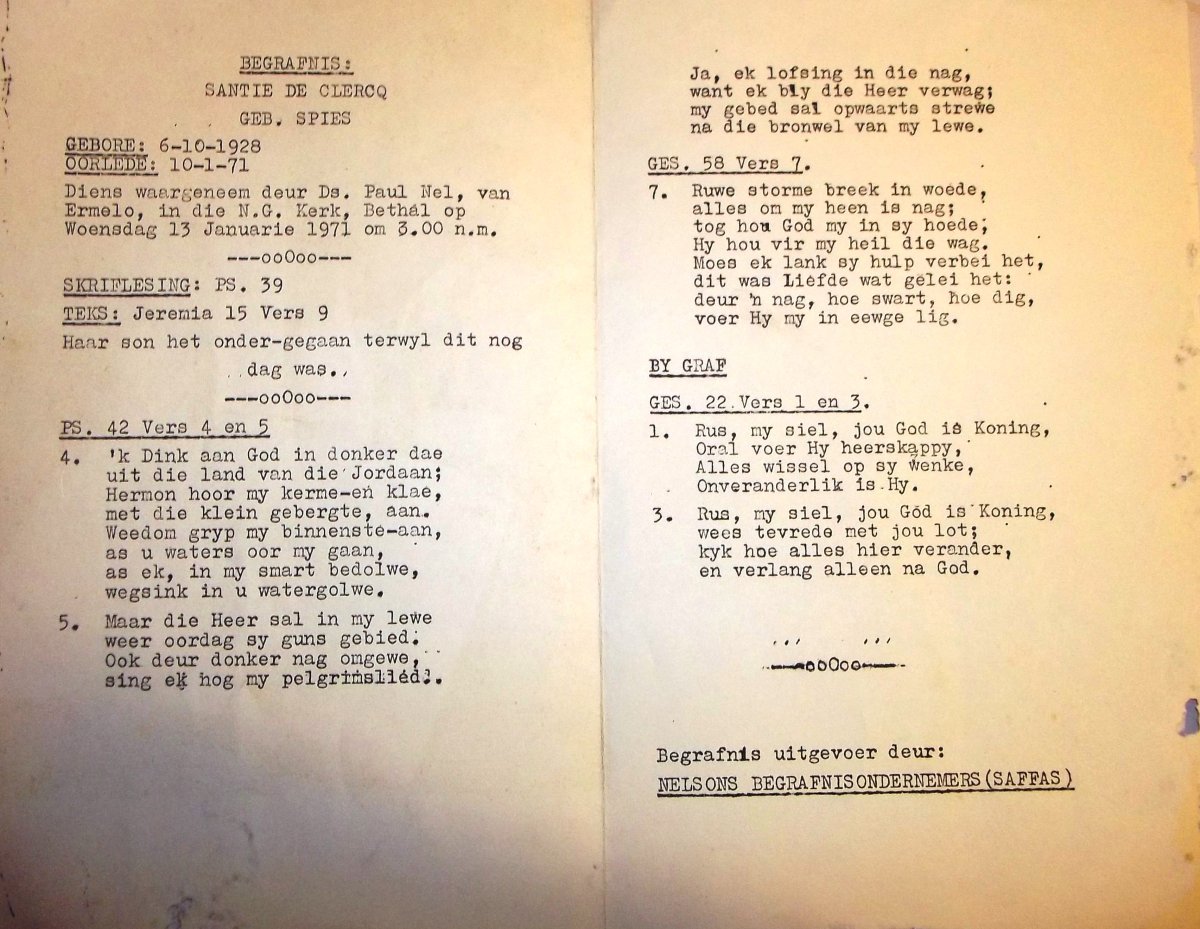 BEGRAFNIS:
SANTIE DE CLERCQ
GEB. SPIES
GEBORE: 6-10-1928
OORLEDE: 10-1-71
Diens waargeneem deur Ds. Paul Nel, van
Ermelo, in die N.G. Kerk, Bethal op
Woensdag 13 Januarie 1971 om 3.00 n.m.
---ooOoo---
SKRIFLESING: PS. 39
TEKS: Jeremia 15 Vers 9
Haar son het onder-gegaan terwyl dit nog
dag was.
---ooOoo---
PS. 42 Vers 4 en 5
4. 'k Dink aan God in donker dae
uit die land van die Jordaan;
Hermon hoor my kerme-en klae,
met die klein gebergte, aan.
Weedom gryp my binnenste-aan,
as u waters oor my gaan,
as ek, in my smart bedolwe,
wegsink in u watergolwe.
5. Maar die Heer sal in my lewe
weer oordag sy guns gebied.
Ook deur donker nag omgewe,
sing ek hog my pelgrimslied.
Ja, ek lofsing in die nag,
want ek bly die Heer verwag;
my gebed sal opwaarts strewe
na die bronwel van my lewe.
GES. 58 Vers 7.
7. Ruwe storme breek in woede,
alles om my heen is nag;
tog hou God my in sy hoede;
Hy hou vir my heil die wag.
Moes ek lank sy hulp verbei het,
dit was Liefde wat gelei het:
deur 'n nag, hoe swart, hoe dig,
voer Hy my in eewge lig.
BY GRAF
GES. 22 Vers 1 en 3.
1. Rus, my siel, jou God is Koning,
Oral voer Hy heerskappy,
Alles wissel op sy wenke,
Onveranderlik is Hy.
3. Rus, my siel, jou God is Koning,
wees tevrede met jou lot;
kyk hoe alles hier verander,
en verlang alleen na God.
... ...
---ooOoo---
Begrafnis uitgevoer deur:
NELSONS BEGRAFNISONDERNEMERS(SAFFAS)